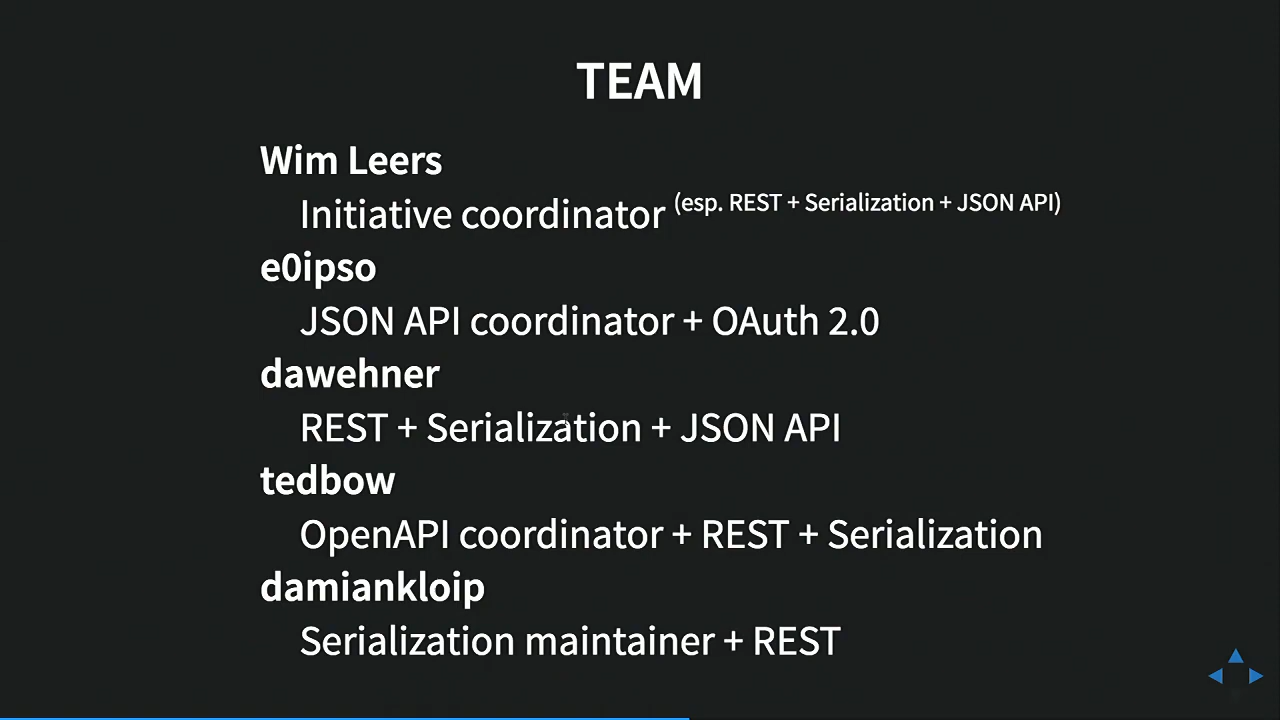 TEAM
Wim Leers
Initiative coordinator (esp. REST + Serialization + JSON API)
e0ipso
JSON API coordinator + OAuth 2.0
dawehner
REST + Serialization + JSON API
tedbow
OpenAPI coordinator + REST + Serialization
damiankloip
Serialization maintainer + REST